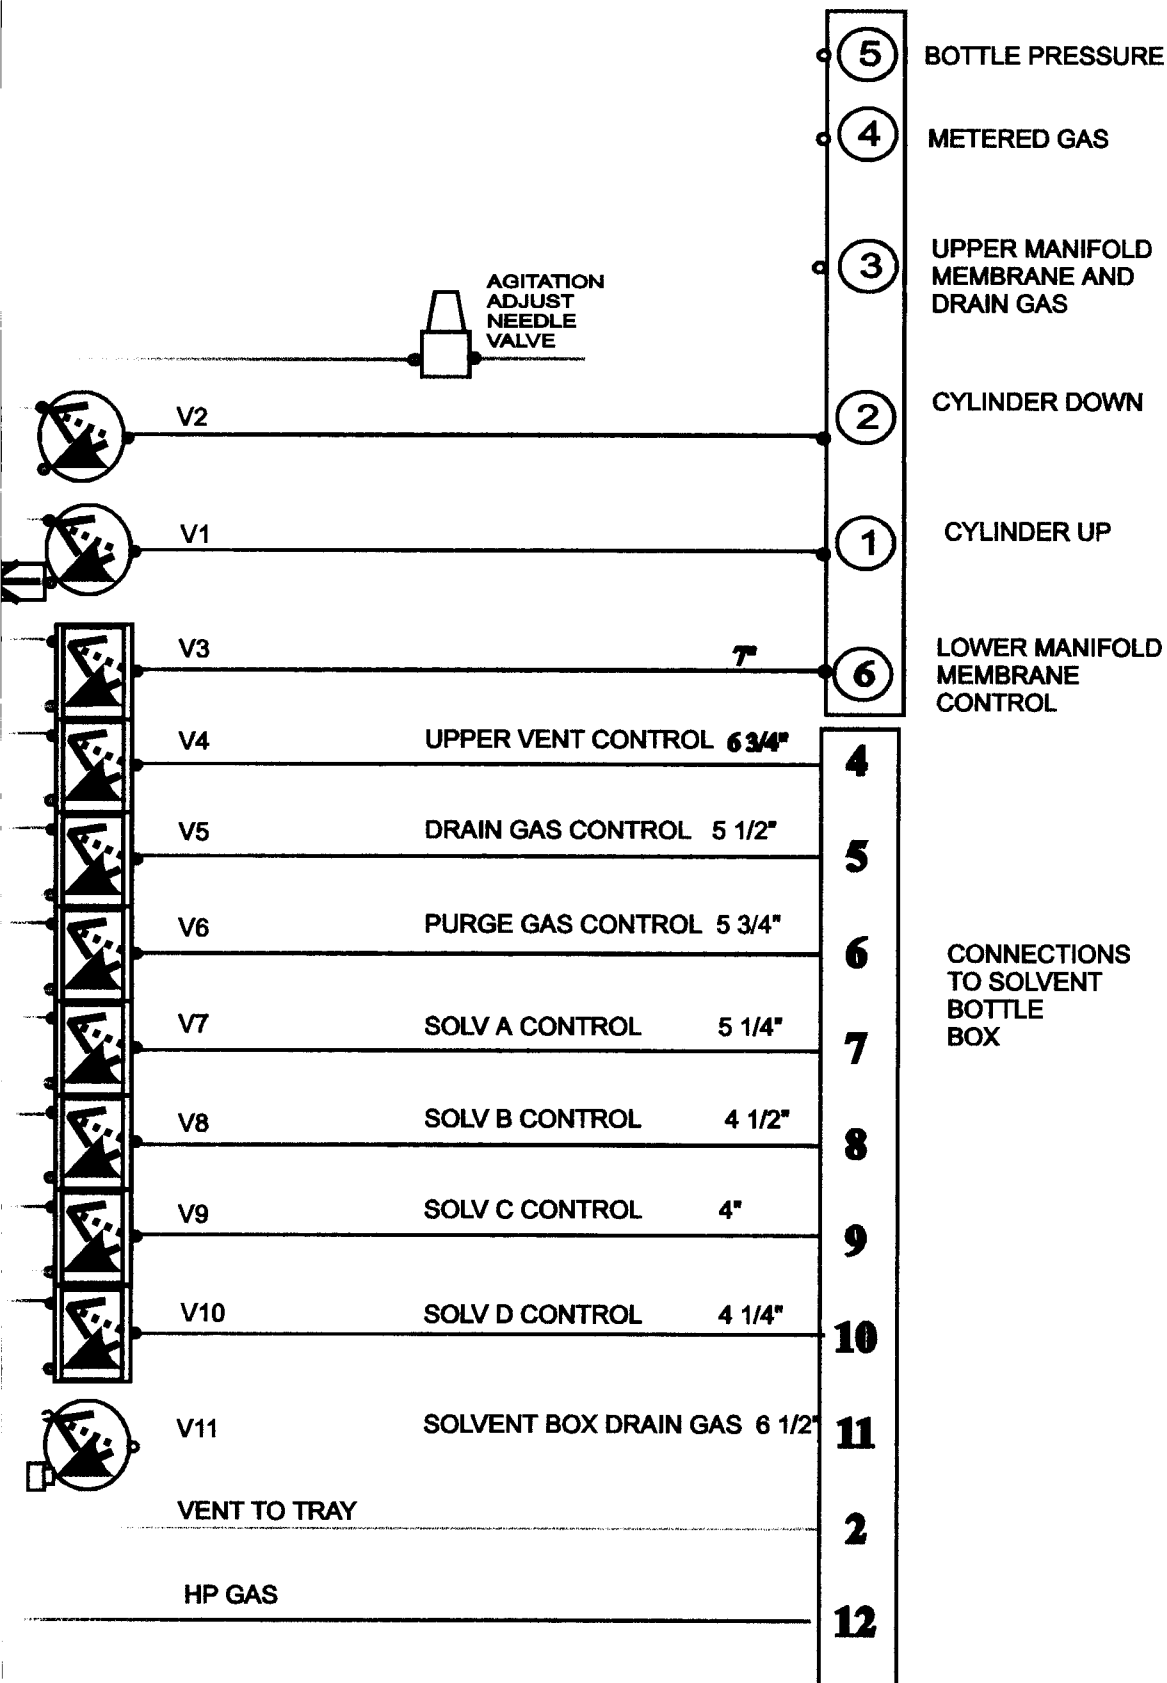 5 BOTTLE PRESSURE
4 METERED GAS
3 UPPER MANIFOLD
MEMBRANE AND
DRAIN GAS
AGITATION
ADJUST
NEEDLE
VALVE
2 CYLINDER DOWN
V2
1 CYLINDER UP
V1
V3 7" 6 LOWER MANIFOLD
MEMBRANE
CONTROL
V4 UPPER VENT CONTROL 6 3/4" 4
V5 DRAIN GAS CONTROL 5 1/2" 5
V6 PURGE GAS CONTROL 5 3/4" 6
CONNECTIONS
TO SOLVENT
BOTTLE
BOX
V7 SOLV A CONTROL 5 1/4" 7
V8 SOLV B CONTROL 4 1/2" 8
V9 SOLV C CONTROL 4" 9
V10 SOLV D CONTROL 4 1/4" 10
V11 SOLVENT BOX DRAIN GAS 6 1/2" 11
VENT TO TRAY 2
HP GAS 12